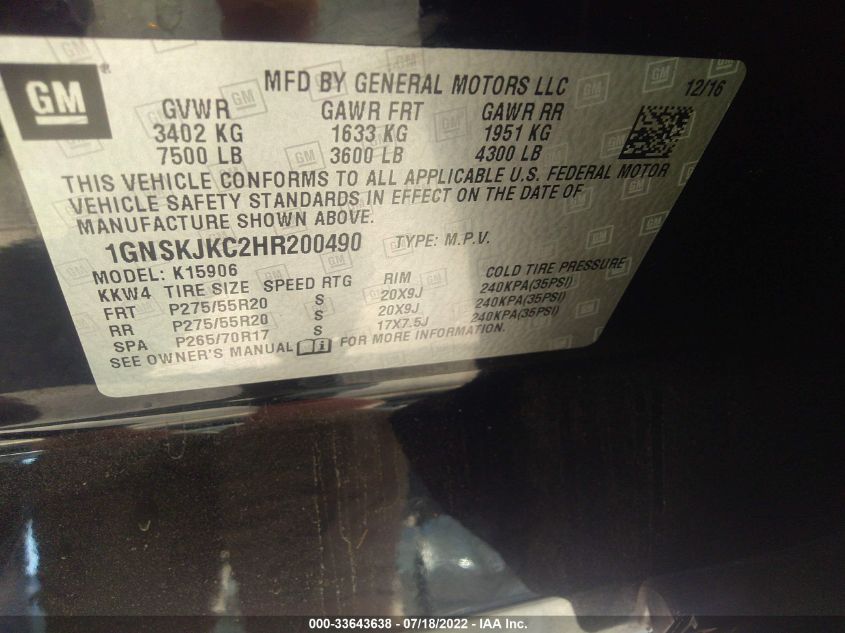 GM
MFD BY GENERAL MOTORS LLC 12/16
GVWR GAWR FRT GAWR RR
3402 KG 1633 KG 1951 KG
7500 LB 3600 LB 4300 LB
THIS VEHICLE CONFORMS TO ALL APPLICABLE U.S. FEDERAL MOTOR
VEHICLE SAFETY STANDARDS IN EFFECT ON THE DATE OF
MANUFACTURE SHOWN ABOVE.
1GNSKJKC2HR200490 TYPE: M.P.V.
MODEL: K15906
KKW4 TIRE SIZE SPEED RTG RIM COLD TIRE PRESSURE
FRT P275/55R20 S 20X9J 240KPA(35PSI)
RR P275/55R20 S 20X9J 240KPA(35PSI)
SPA P265/70R17 S 17X7.5J 240KPA(35PSI)
SEE OWNER'S MANUAL FOR MORE INFORMATION.
000-33643638 - 07/18/2022 - IAA Inc.